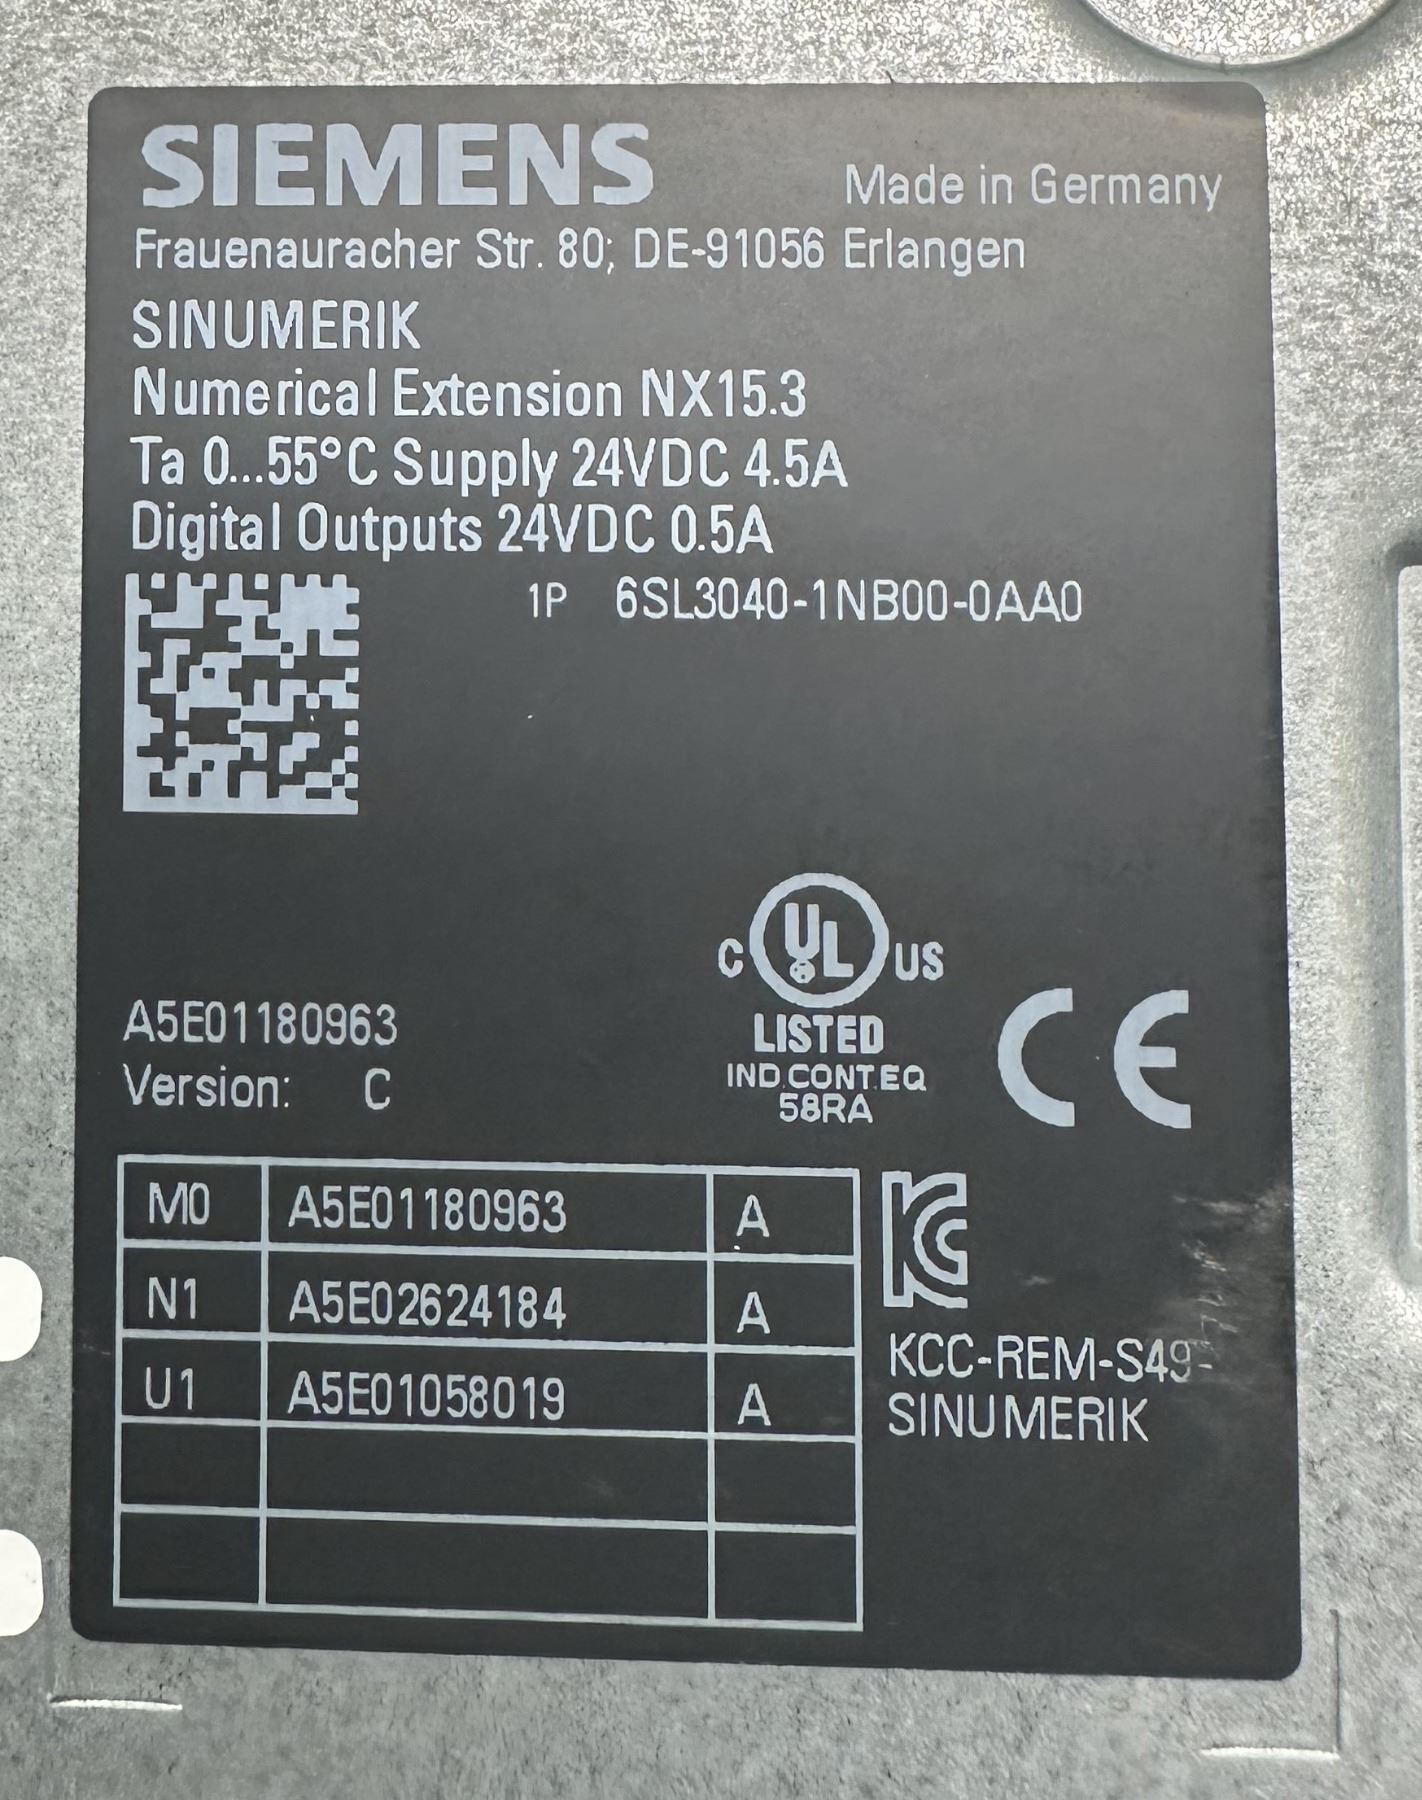 SIEMENS
Made in Germany
Frauenauracher Str. 80; DE-91056 Erlangen
SINUMERIK
Numerical Extension NX15.3
Ta 0...55°C Supply 24VDC 4.5A
Digital Outputs 24VDC 0.5A
1P 6SL3040-1NB00-0AA0
C UL US
LISTED
IND.CONT.EQ
58RA
CE
A5E01180963
Version: C
M0 A5E01180963 A
N1 A5E02624184 A
U1 A5E01058019 A
KC
KCC-REM-S49-
SINUMERIK